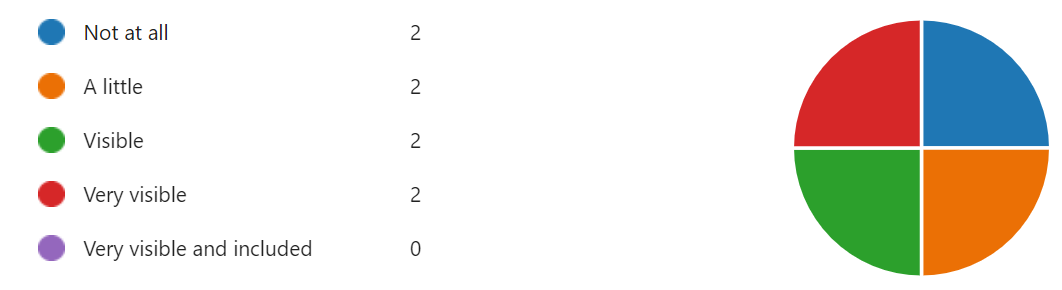 Not at all 2
A little 2
Visible 2
Very visible 2
Very visible and included 0